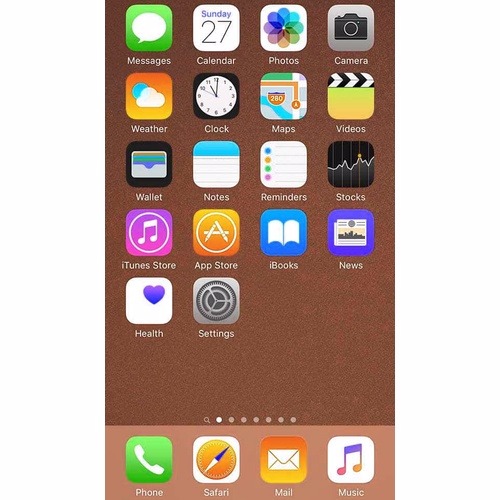 Sunday
27
Messages Calendar Photos Camera
280
Weather Clock Maps Videos
Wallet Notes Reminders Stocks
iTunes Store App Store iBooks News
Health Settings
Phone Safari Mail Music